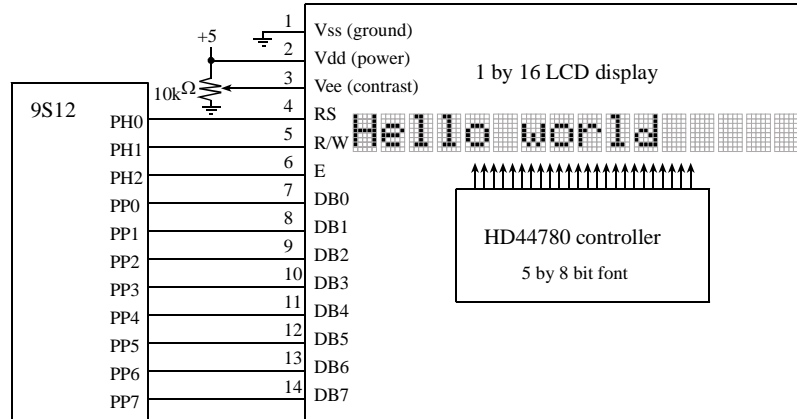 1 Vss (ground)
+5
2 Vdd (power)
3 Vee (contrast)
10kΩ
1 by 16 LCD display
9S12
PH0 4 RS
Hello world
PH1 5 R/W
PH2 6 E
PP0 7 DB0
PP1 8 DB1
PP2 9 DB2
PP3 10 DB3
PP4 11 DB4
PP5 12 DB5
PP6 13 DB6
PP7 14 DB7
HD44780 controller
5 by 8 bit font